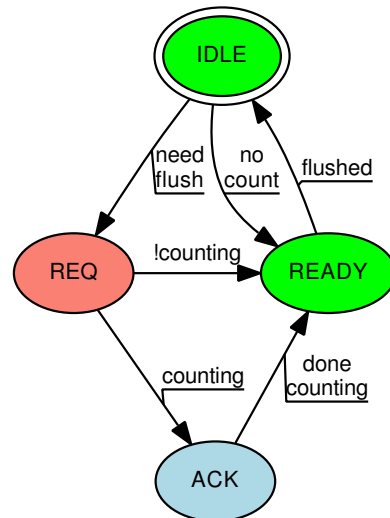 IDLE
need
flush
no
count
flushed
REQ
!counting
READY
counting
done
counting
ACK